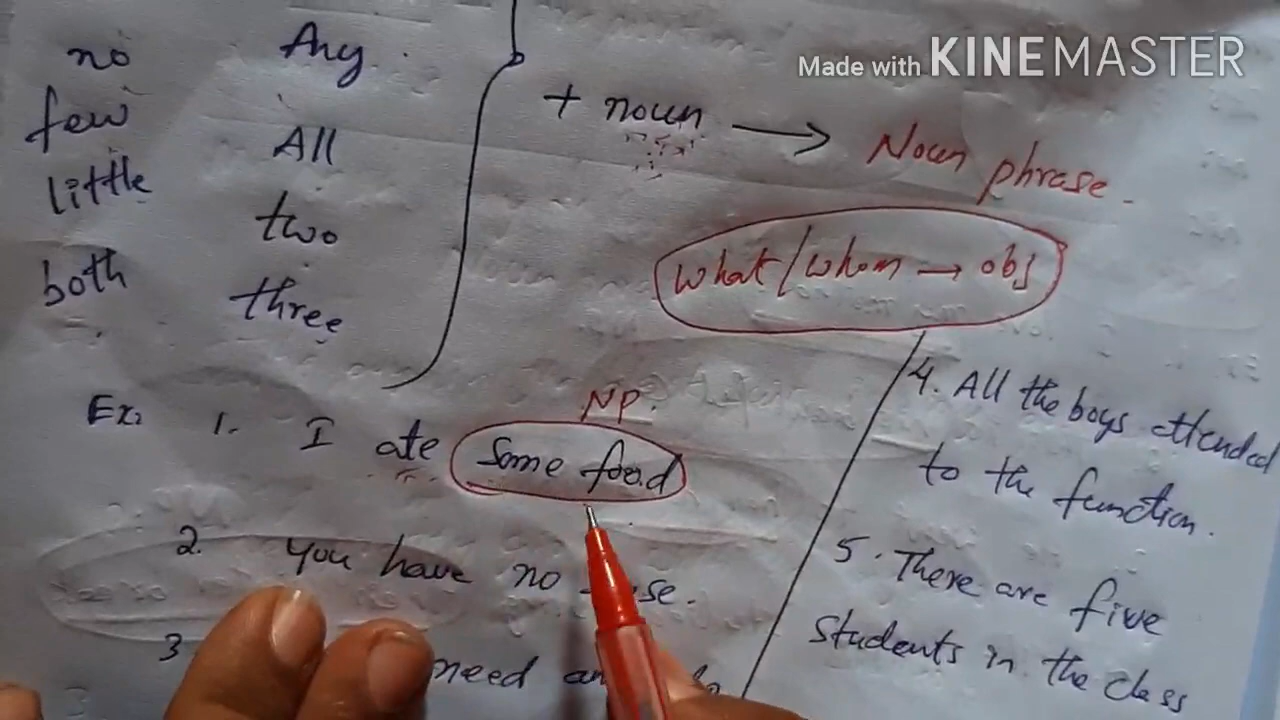 Made with KINEMASTER
no Any.
few All
little two
both three
+ noun → Noun phrase.
what/whom → obj
NP.
Ex: 1. I ate Some food
2. You have no
3 need
4. All the boys attended
to the function.
5. There are five
Students in the class